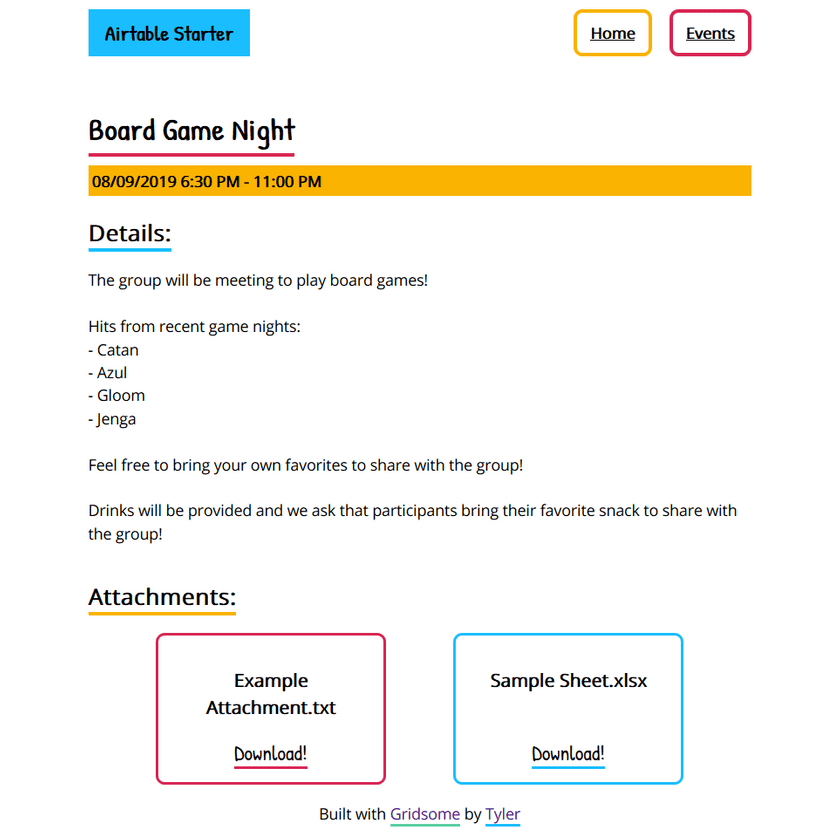 Airtable Starter
Home
Events
Board Game Night
08/09/2019 6:30 PM - 11:00 PM
Details:
The group will be meeting to play board games!
Hits from recent game nights:
- Catan
- Azul
- Gloom
- Jenga
Feel free to bring your own favorites to share with the group!
Drinks will be provided and we ask that participants bring their favorite snack to share with
the group!
Attachments:
Example
Attachment.txt
Download!
Sample Sheet.xlsx
Download!
Built with Gridsome by Tyler